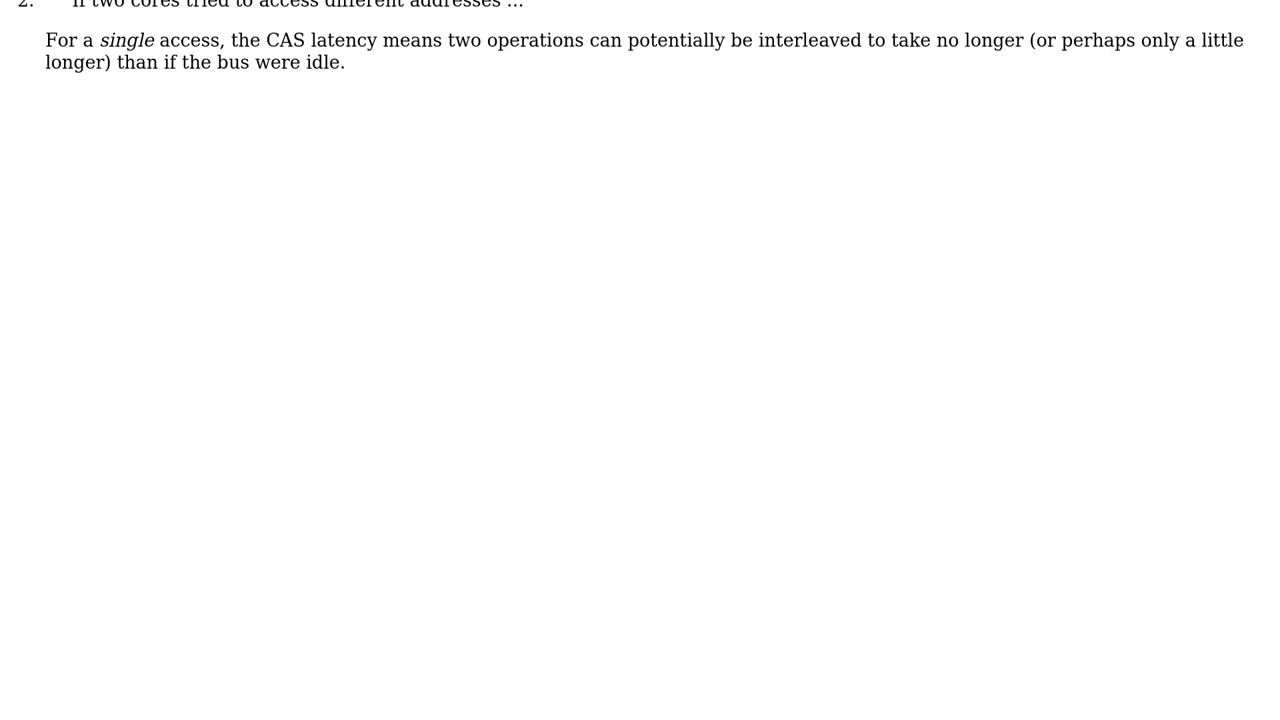 2. If two cores tried to access different addresses ...
For a single access, the CAS latency means two operations can potentially be interleaved to take no longer (or perhaps only a little
longer) than if the bus were idle.